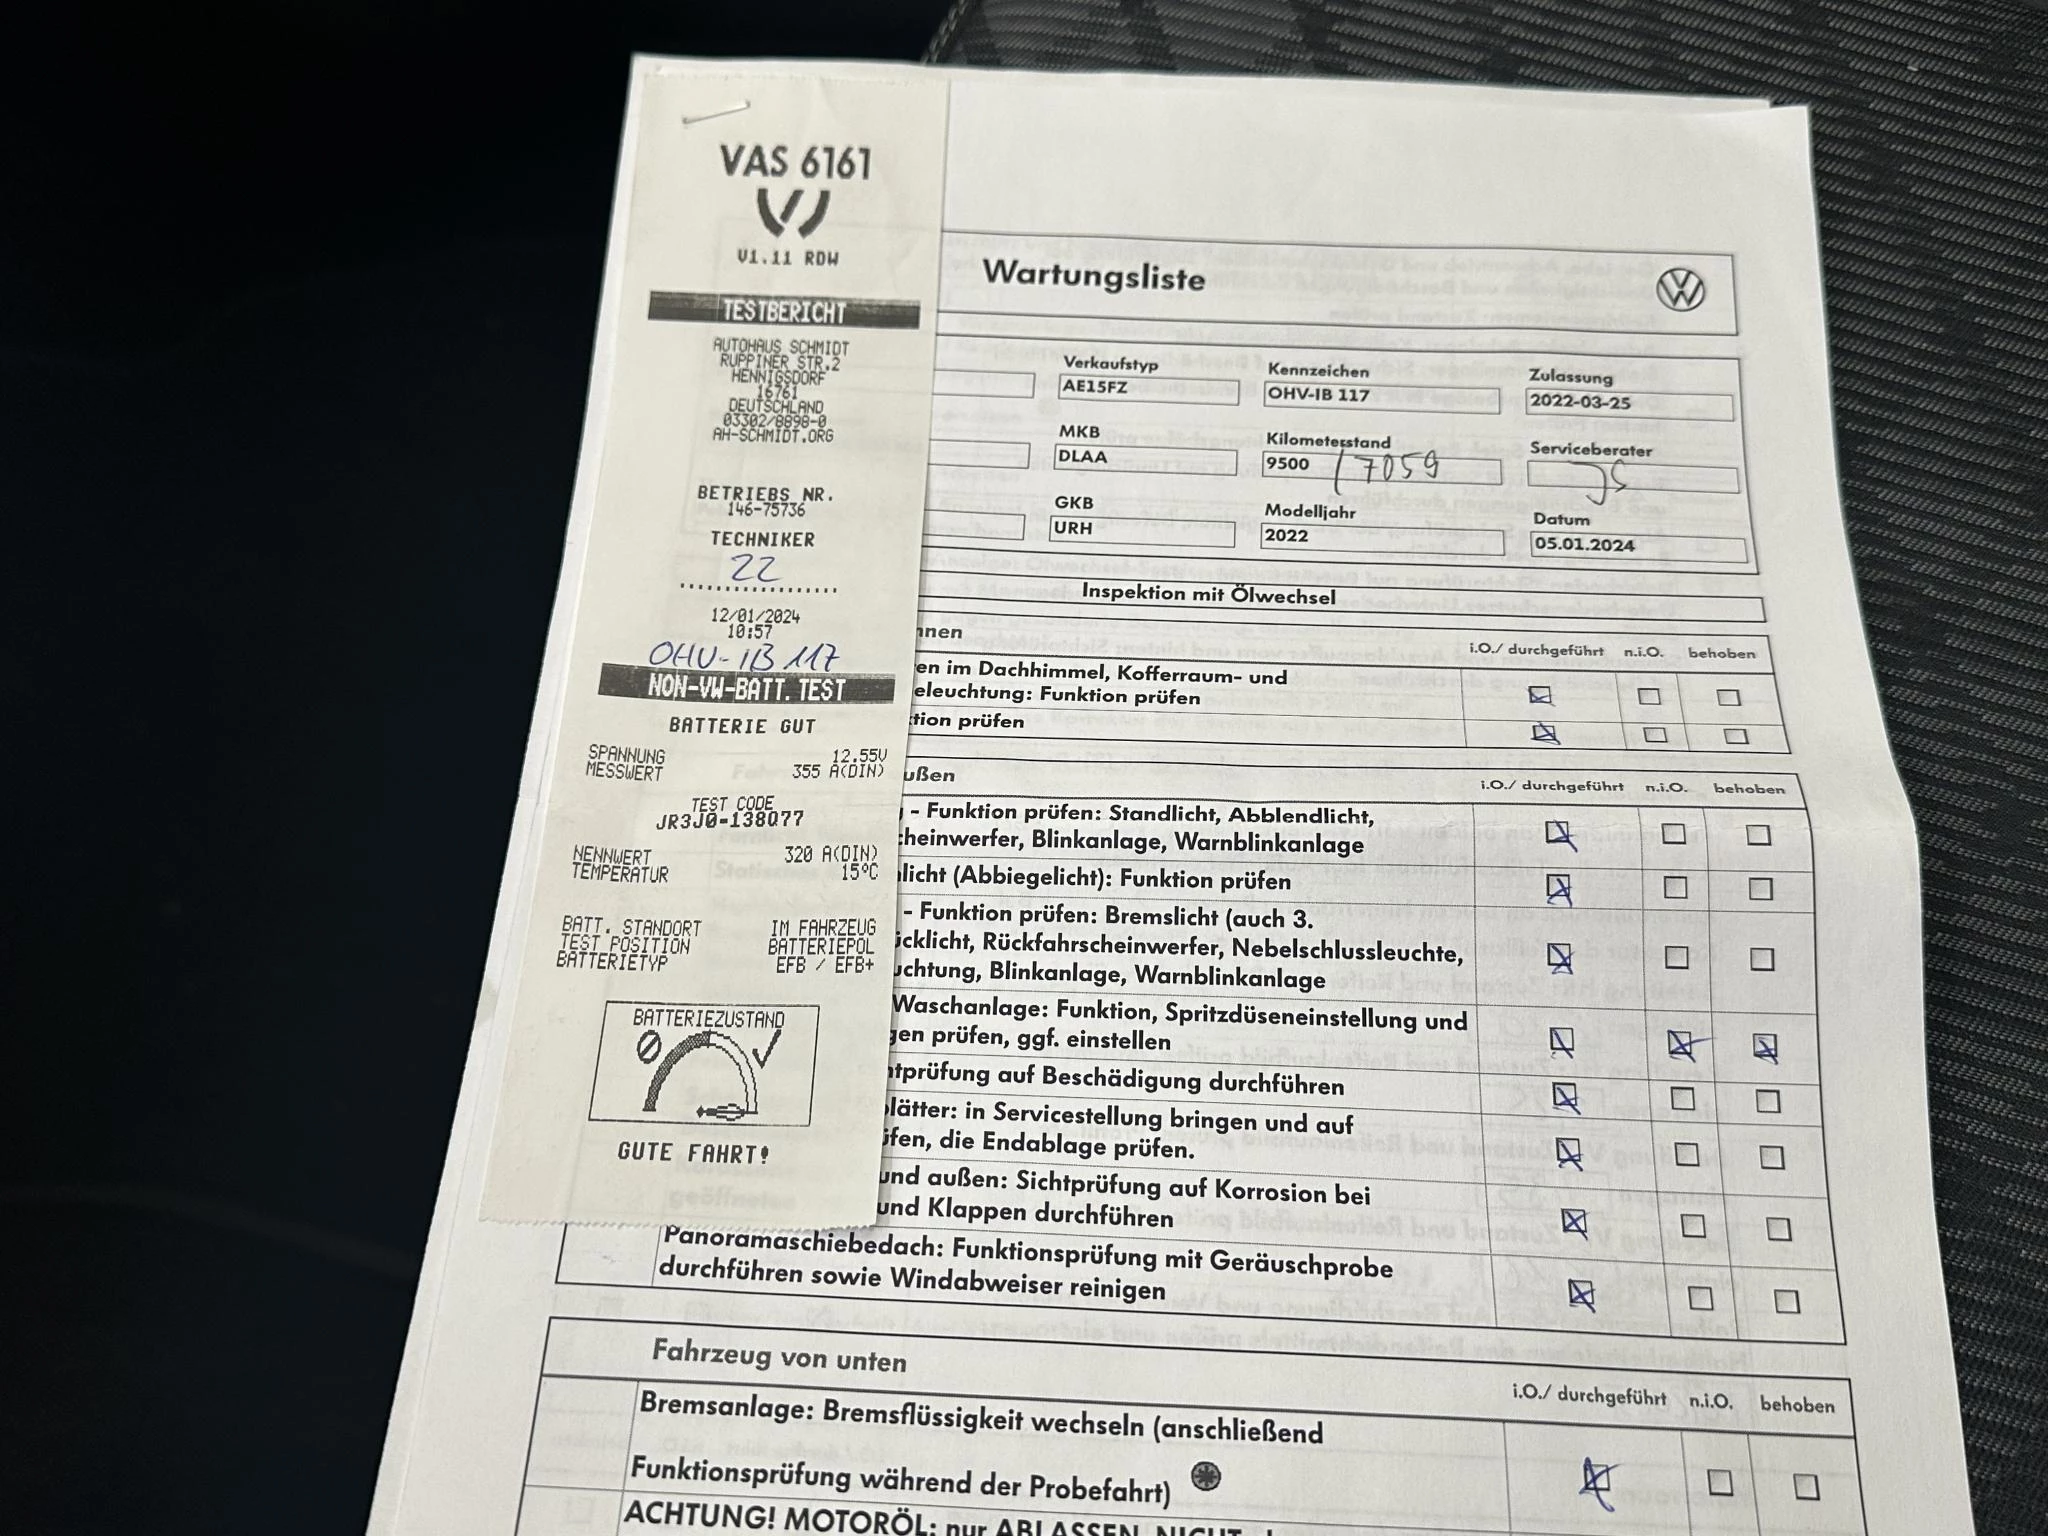 VAS 6161
V1.11 RDW
TESTBERICHT
AUTOHAUS SCHMIDT
RUPPINER STR.2
HENNIGSDORF
16761
DEUTSCHLAND
03302/8898-0
AH-SCHMIDT.ORG
BETRIEBS NR.
146-75736
TECHNIKER
22
12/01/2024
10:57
OHV-IB 117
NON-VW-BATT.TEST
BATTERIE GUT
SPANNUNG 12.55V
MESSWERT 355 A(DIN)
TEST CODE
JR3J0-138077
NENNWERT 320 A(DIN)
TEMPERATUR 15°C
BATT. STANDORT IM FAHRZEUG
TEST POSITION BATTERIEPOL
BATTERIETYP EFB / EFB+
BATTERIEZUSTAND
GUTE FAHRT!
Wartungsliste
Verkaufstyp Kennzeichen Zulassung
AE15FZ OHV-IB 117 2022-03-25
MKB Kilometerstand Serviceberater
DLAA 9500 / 7059 JS
GKB Modelljahr Datum
URH 2022 05.01.2024
Inspektion mit Ölwechsel
nnen i.O./ durchgeführt n.i.O. behoben
en im Dachhimmel, Kofferraum- und
eleuchtung: Funktion prüfen
tion prüfen
ußen i.O./ durchgeführt n.i.O. behoben
- Funktion prüfen: Standlicht, Abblendlicht,
cheinwerfer, Blinkanlage, Warnblinkanlage
licht (Abbiegelicht): Funktion prüfen
- Funktion prüfen: Bremslicht (auch 3.
cklicht, Rückfahrscheinwerfer, Nebelschlussleuchte,
uchtung, Blinkanlage, Warnblinkanlage
Waschanlage: Funktion, Spritzdüseneinstellung und
gen prüfen, ggf. einstellen
tprüfung auf Beschädigung durchführen
lätter: in Servicestellung bringen und auf
üfen, die Endablage prüfen.
und außen: Sichtprüfung auf Korrosion bei
und Klappen durchführen
Panoramaschiebedach: Funktionsprüfung mit Geräuschprobe
durchführen sowie Windabweiser reinigen
Fahrzeug von unten i.O./ durchgeführt n.i.O. behoben
Bremsanlage: Bremsflüssigkeit wechseln (anschließend
Funktionsprüfung während der Probefahrt)
ACHTUNG! MOTORÖL: nur ABLASSEN, NICHT